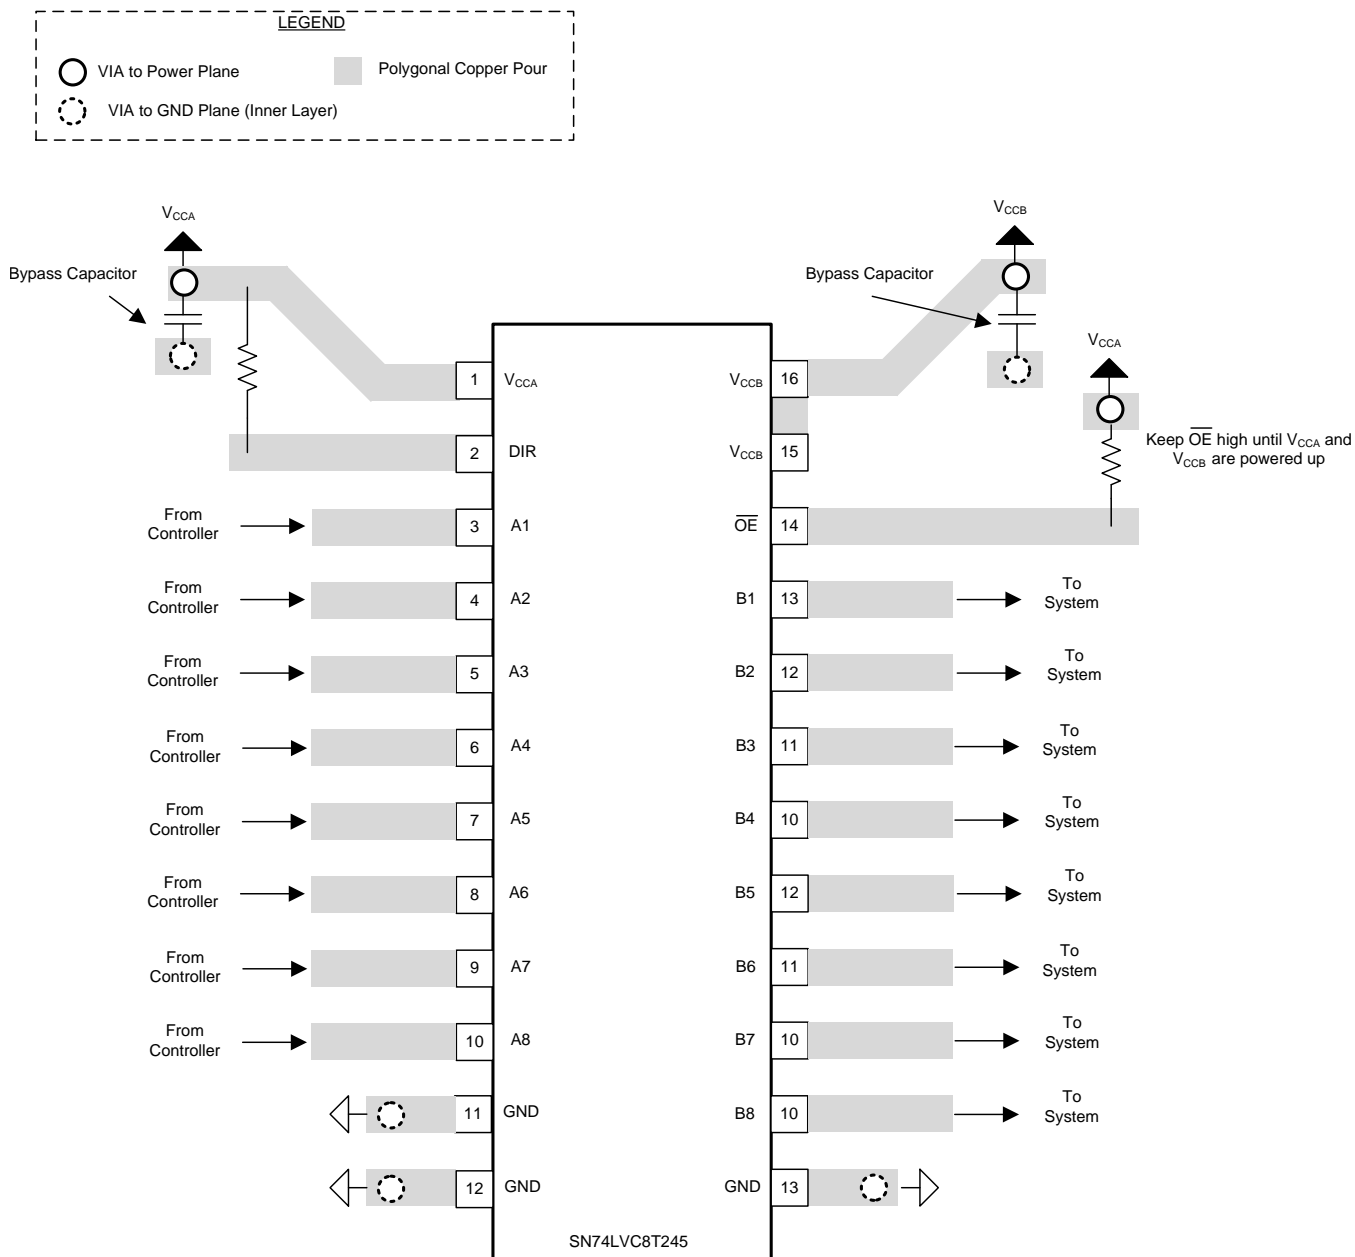 LEGEND
VIA to Power Plane
Polygonal Copper Pour
VIA to GND Plane (Inner Layer)
VCCA
Bypass Capacitor
VCCB
Bypass Capacitor
VCCA
Keep OE high until VCCA and
VCCB are powered up
1 VCCA
VCCB 16
2 DIR
VCCB 15
From
Controller
3 A1
OE 14
From
Controller
4 A2
B1 13
To
System
From
Controller
5 A3
B2 12
To
System
From
Controller
6 A4
B3 11
To
System
From
Controller
7 A5
B4 10
To
System
From
Controller
8 A6
B5 12
To
System
From
Controller
9 A7
B6 11
To
System
From
Controller
10 A8
B7 10
To
System
11 GND
B8 10
To
System
12 GND
GND 13
SN74LVC8T245